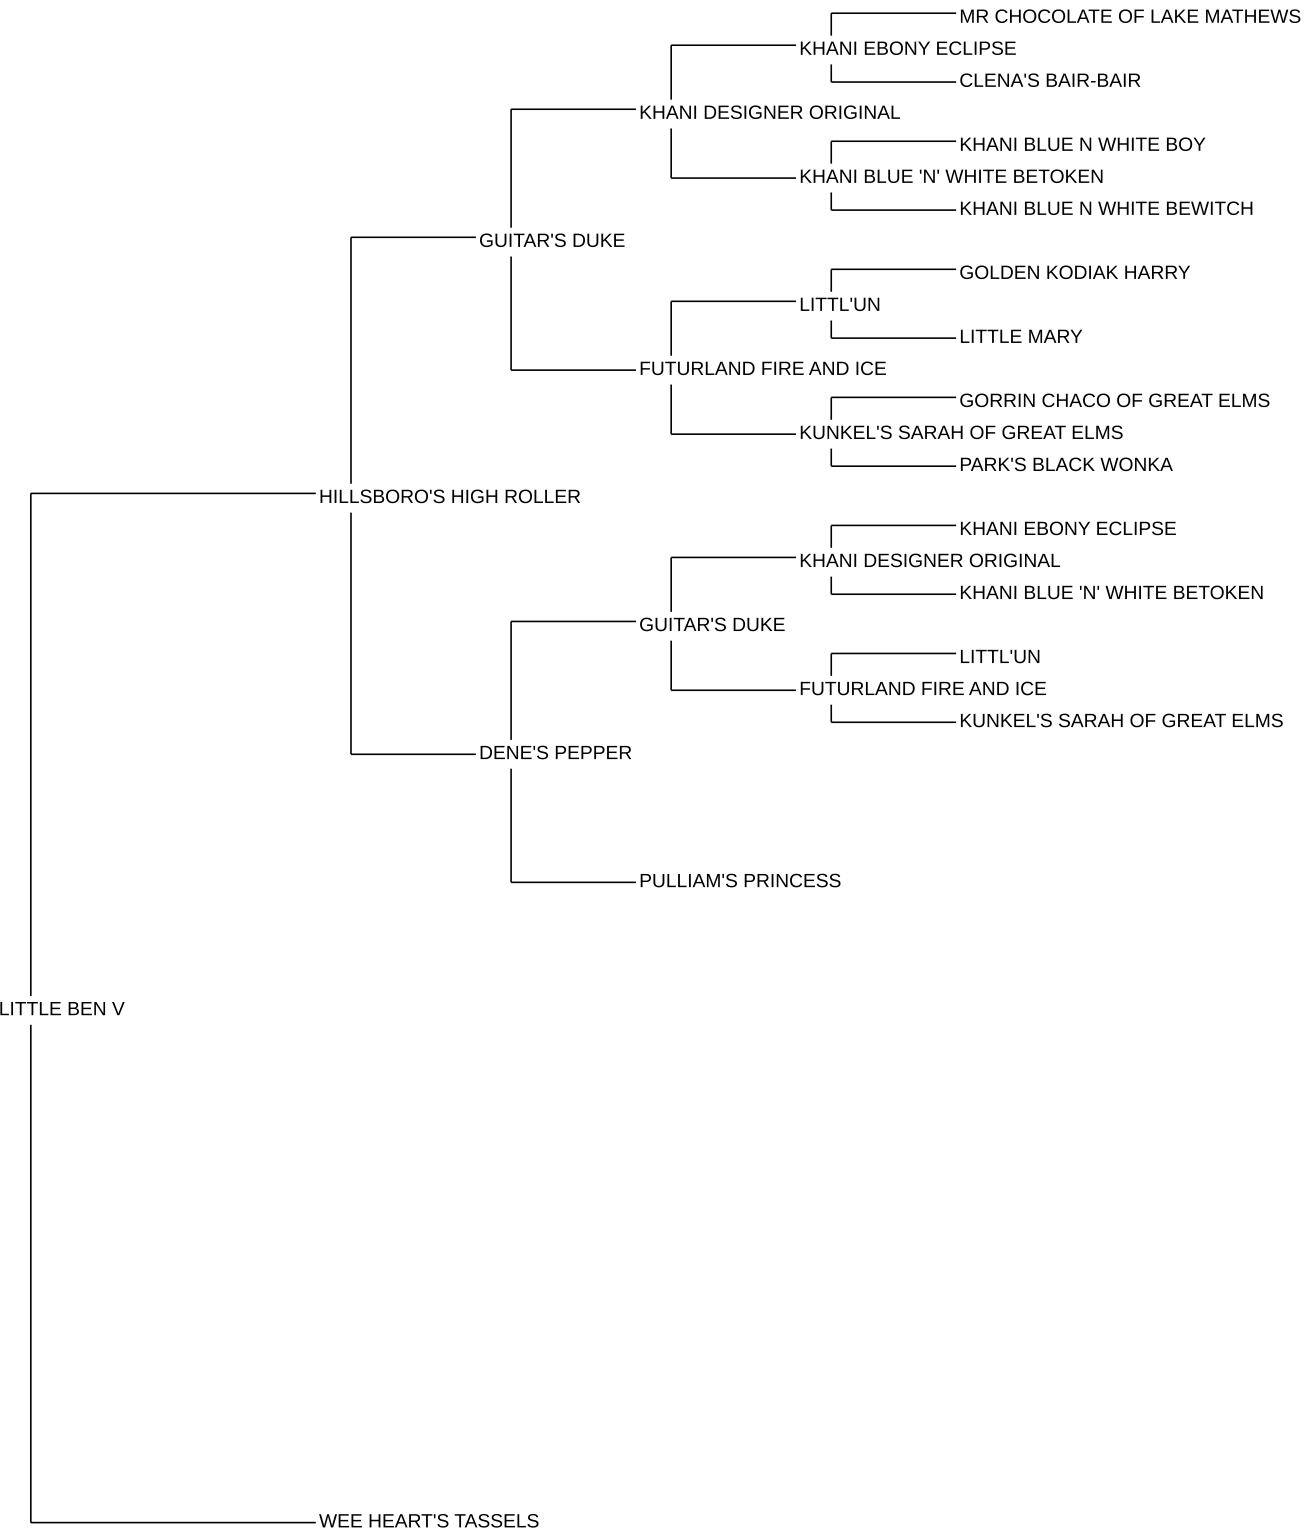 MR CHOCOLATE OF LAKE MATHEWS
KHANI EBONY ECLIPSE
CLENA'S BAIR-BAIR
KHANI DESIGNER ORIGINAL
KHANI BLUE N WHITE BOY
KHANI BLUE 'N' WHITE BETOKEN
KHANI BLUE N WHITE BEWITCH
GUITAR'S DUKE
GOLDEN KODIAK HARRY
LITTL'UN
LITTLE MARY
FUTURLAND FIRE AND ICE
GORRIN CHACO OF GREAT ELMS
KUNKEL'S SARAH OF GREAT ELMS
PARK'S BLACK WONKA
HILLSBORO'S HIGH ROLLER
KHANI EBONY ECLIPSE
KHANI DESIGNER ORIGINAL
KHANI BLUE 'N' WHITE BETOKEN
GUITAR'S DUKE
LITTL'UN
FUTURLAND FIRE AND ICE
KUNKEL'S SARAH OF GREAT ELMS
DENE'S PEPPER
PULLIAM'S PRINCESS
LITTLE BEN V
WEE HEART'S TASSELS